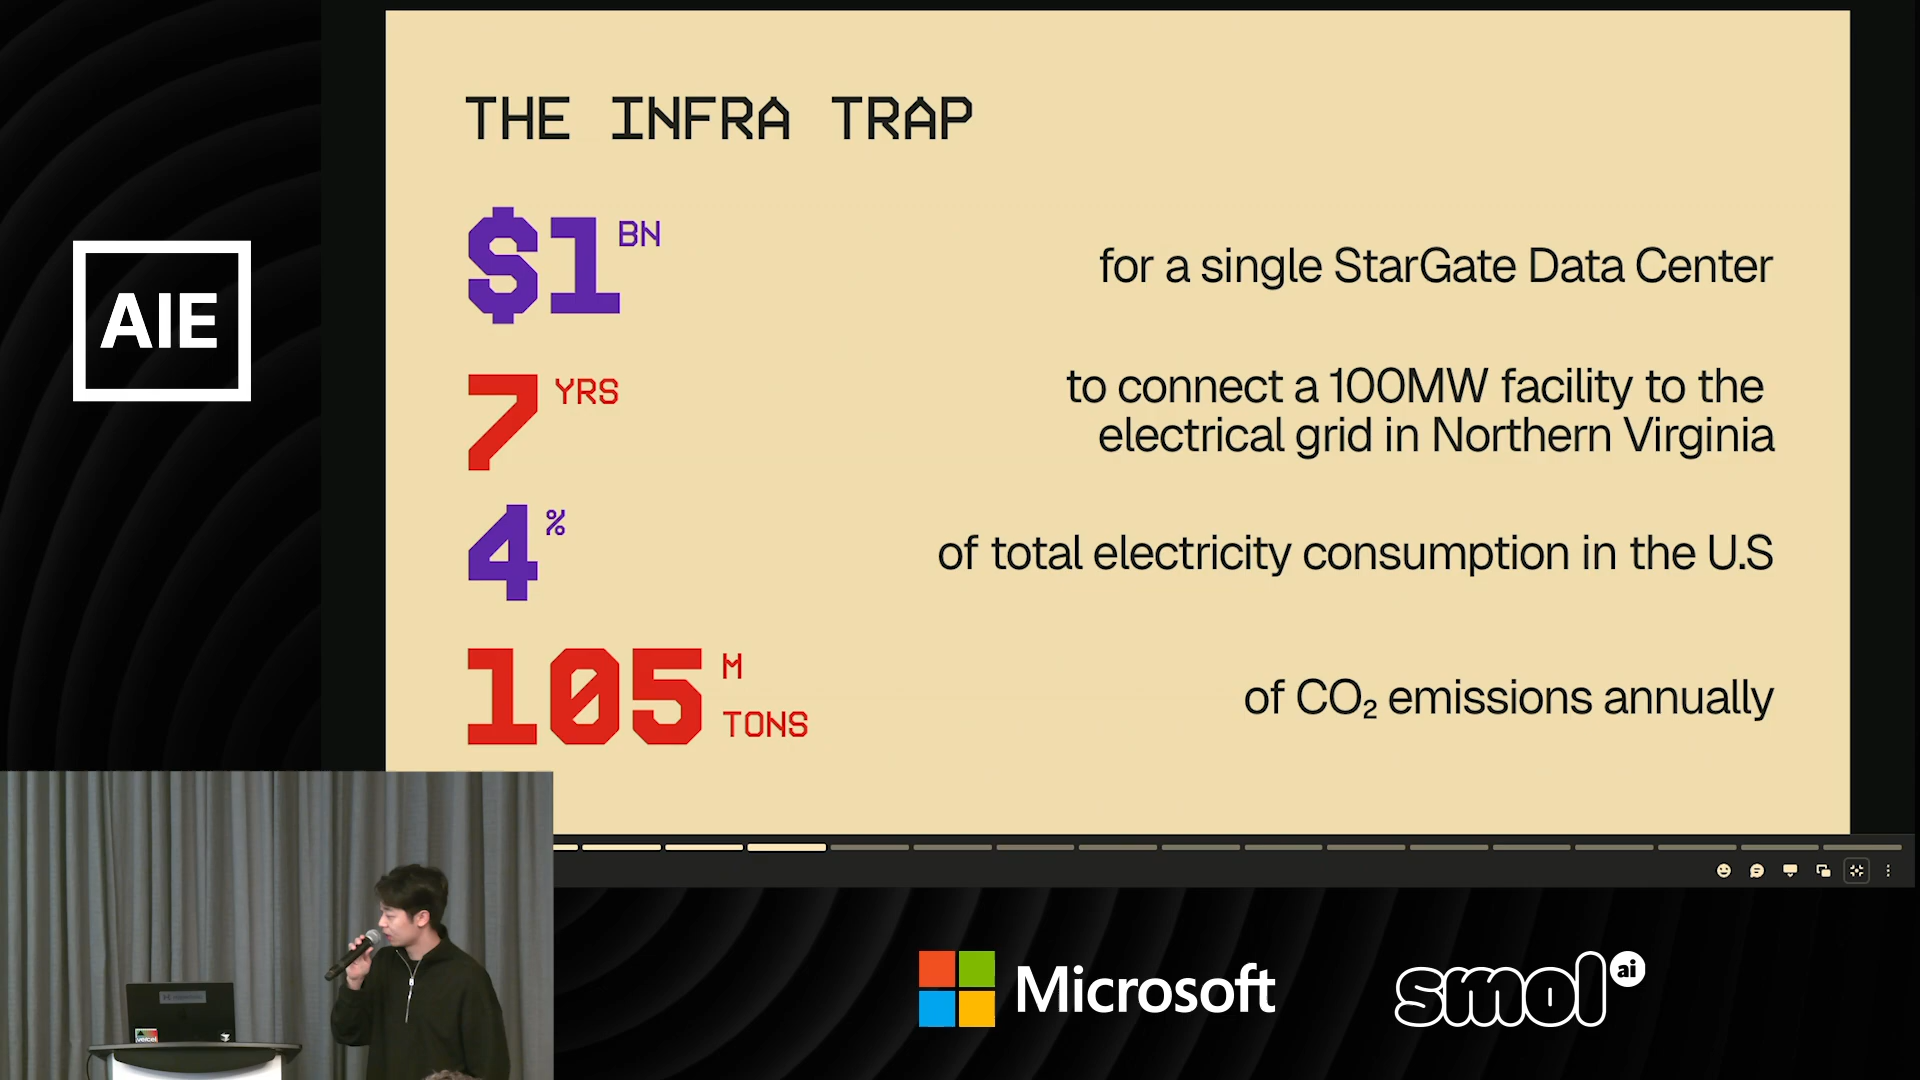 THE INFRA TRAP
$1 BN
for a single StarGate Data Center
7 YRS
to connect a 100MW facility to the
electrical grid in Northern Virginia
4 %
of total electricity consumption in the U.S
105 M
TONS
of CO₂ emissions annually
AIE
Microsoft
smol ai
vercel